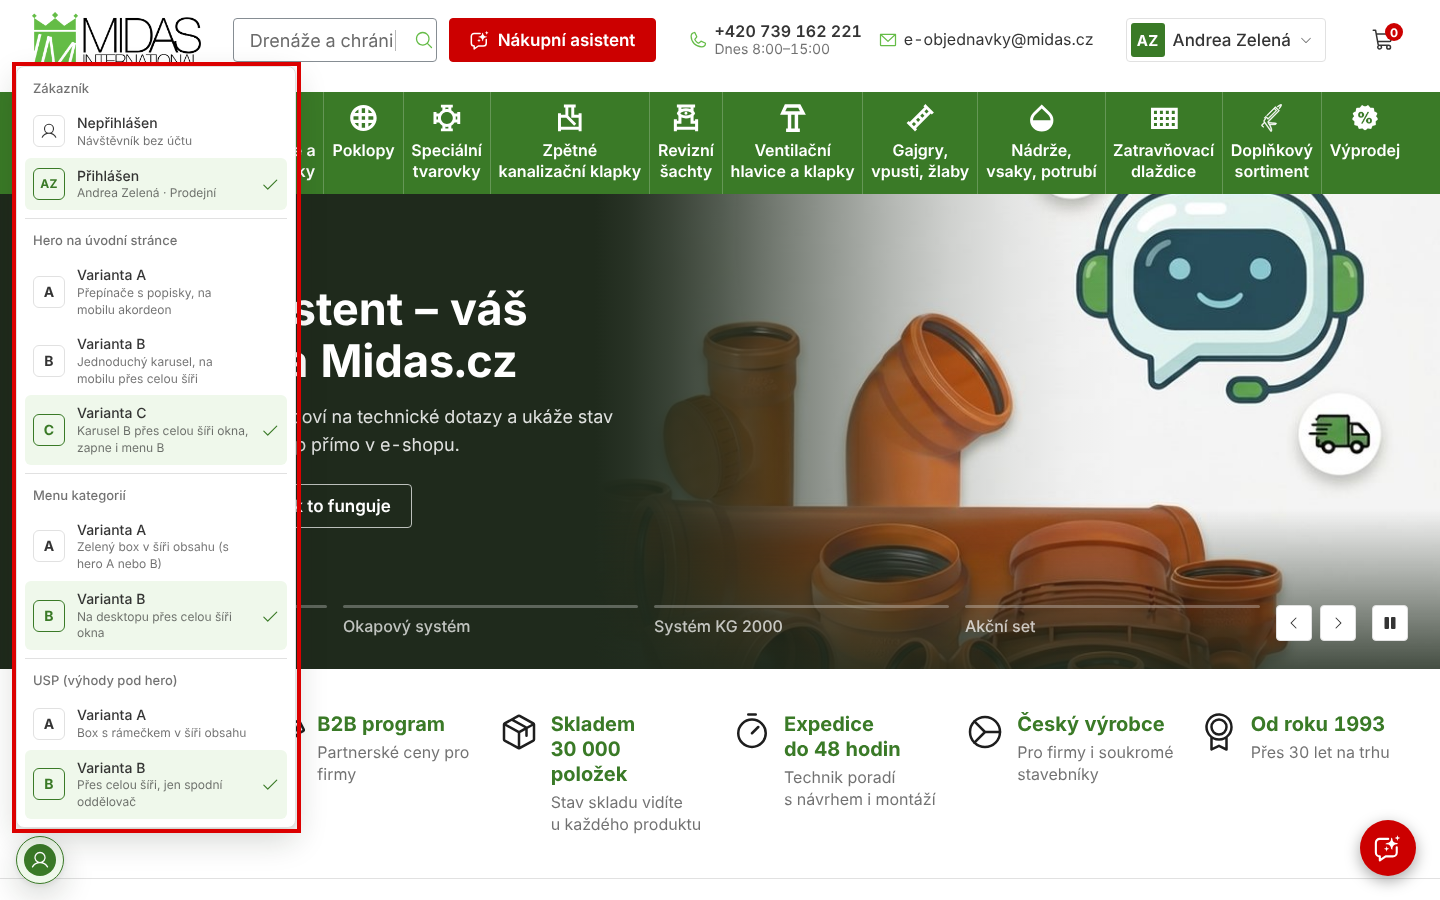 MIDAS
INTERNATIONAL
Drenáže a chráni
Nákupní asistent
+420 739 162 221
Dnes 8:00–15:00
e-objednavky@midas.cz
AZ Andrea Zelená
0
Zákazník
Nepřihlášen
Návštěvník bez účtu
AZ
Přihlášen
Andrea Zelená · Prodejní
Hero na úvodní stránce
A
Varianta A
Přepínače s popisky, na
mobilu akordeon
B
Varianta B
Jednoduchý karusel, na
mobilu přes celou šíři
C
Varianta C
Karusel B přes celou šíři okna,
zapne i menu B
Menu kategorií
A
Varianta A
Zelený box v šíři obsahu (s
hero A nebo B)
B
Varianta B
Na desktopu přes celou šíři
okna
USP (výhody pod hero)
A
Varianta A
Box s rámečkem v šíři obsahu
B
Varianta B
Přes celou šíři, jen spodní
oddělovač
a
ky
Poklopy
Speciální
tvarovky
Zpětné
kanalizační klapky
Revizní
šachty
Ventilační
hlavice a klapky
Gajgry,
vpusti, žlaby
Nádrže,
vsaky, potrubí
Zatravňovací
dlaždice
Doplňkový
sortiment
%
Výprodej
stent – váš
Midas.cz
oví na technické dotazy a ukáže stav
přímo v e-shopu.
to funguje
Okapový systém
Systém KG 2000
Akční set
B2B program
Partnerské ceny pro
firmy
Skladem
30 000
položek
Stav skladu vidíte
u každého produktu
Expedice
do 48 hodin
Technik poradí
s návrhem i montáží
Český výrobce
Pro firmy i soukromé
stavebníky
Od roku 1993
Přes 30 let na trhu